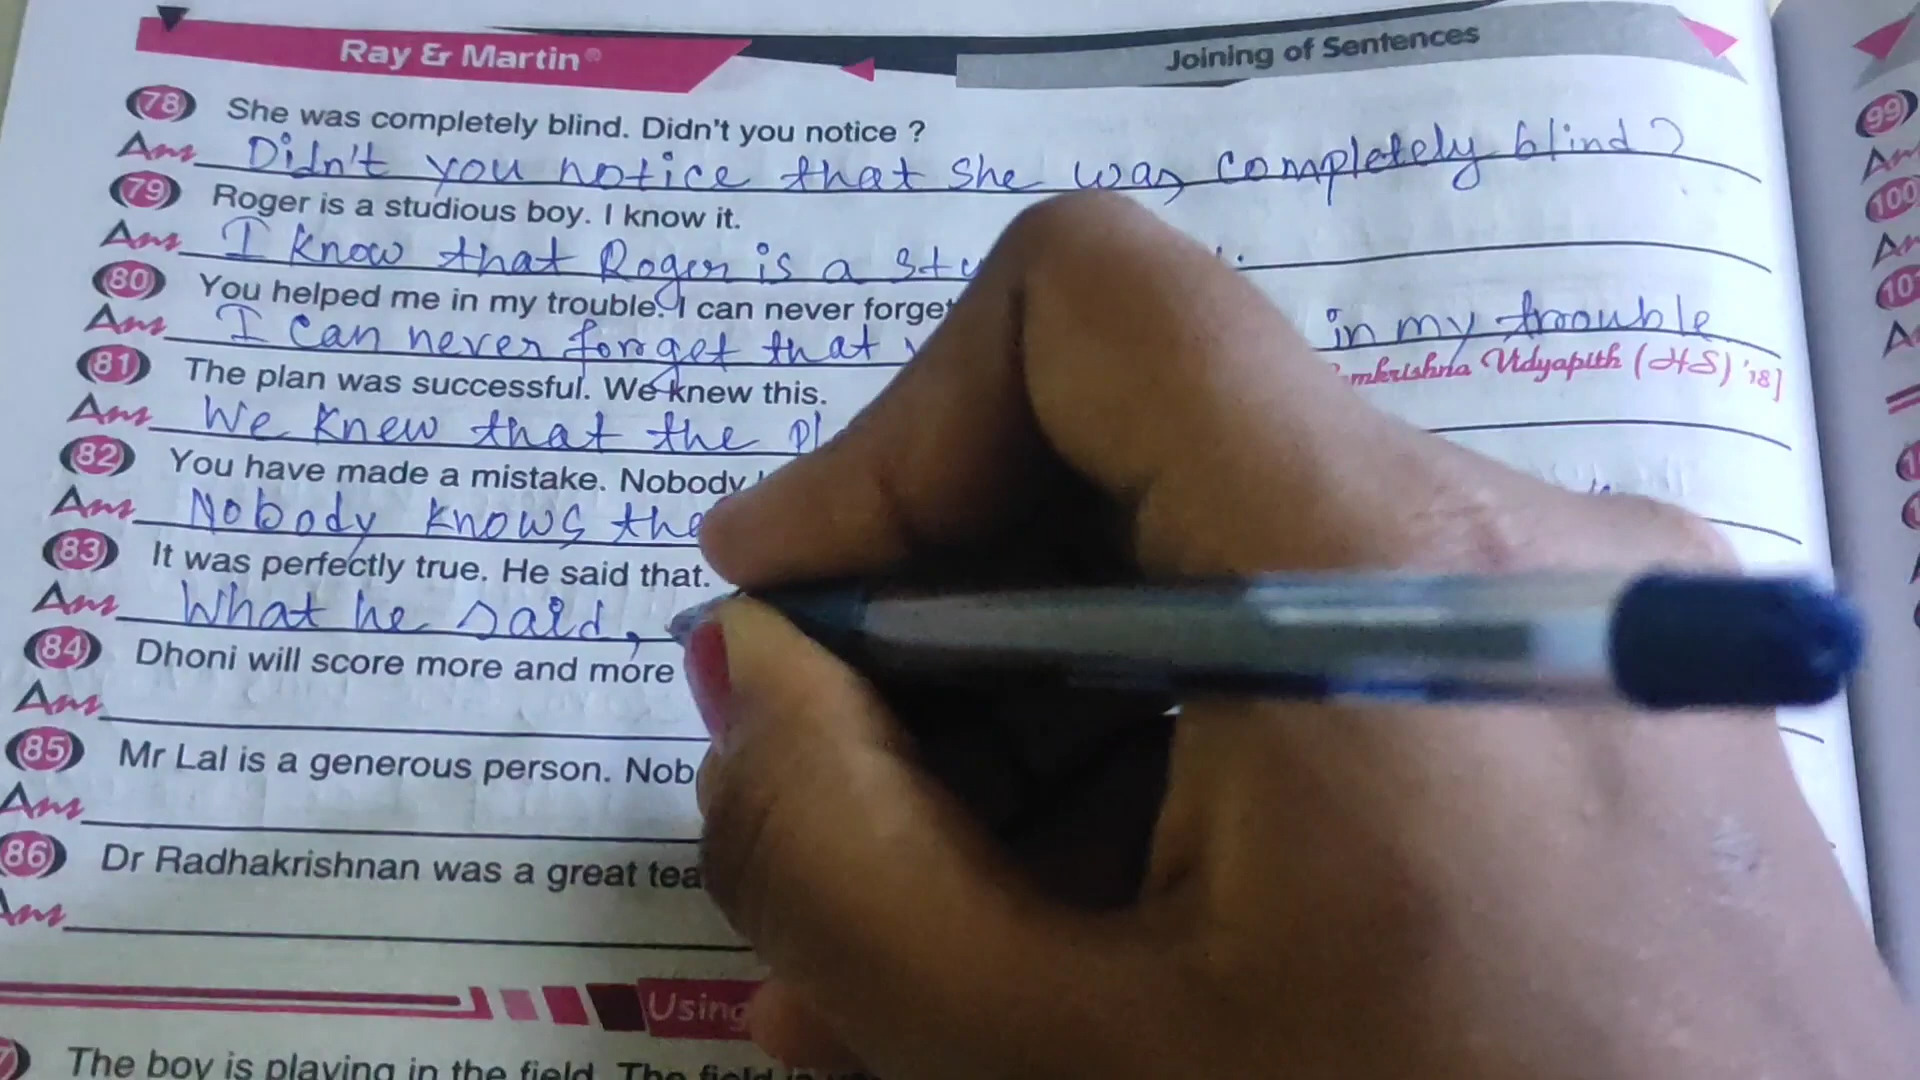 Ray & Martin®
Joining of Sentences
78 She was completely blind. Didn't you notice ?
Ans Didn't you notice that she was completely blind?
79 Roger is a studious boy. I know it.
Ans I know that Roger is a
80 You helped me in my trouble. I can never forget
Ans I can never forget that in my trouble
81 The plan was successful. We knew this.
Vidyapith (HS) '18]
Ans We knew that the
82 You have made a mistake. Nobody
Ans Nobody knows
83 It was perfectly true. He said that.
Ans What he said,
84 Dhoni will score more and more
Ans
85 Mr Lal is a generous person.
Ans
86 Dr Radhakrishnan was a great
Ans
Using
The boy is playing in the field. The
99
100